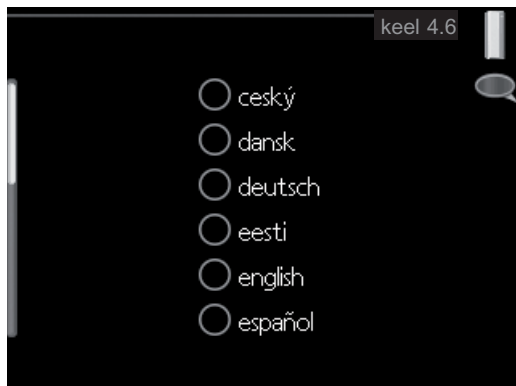 keel 4.6
ceský
dansk
deutsch
eesti
english
español